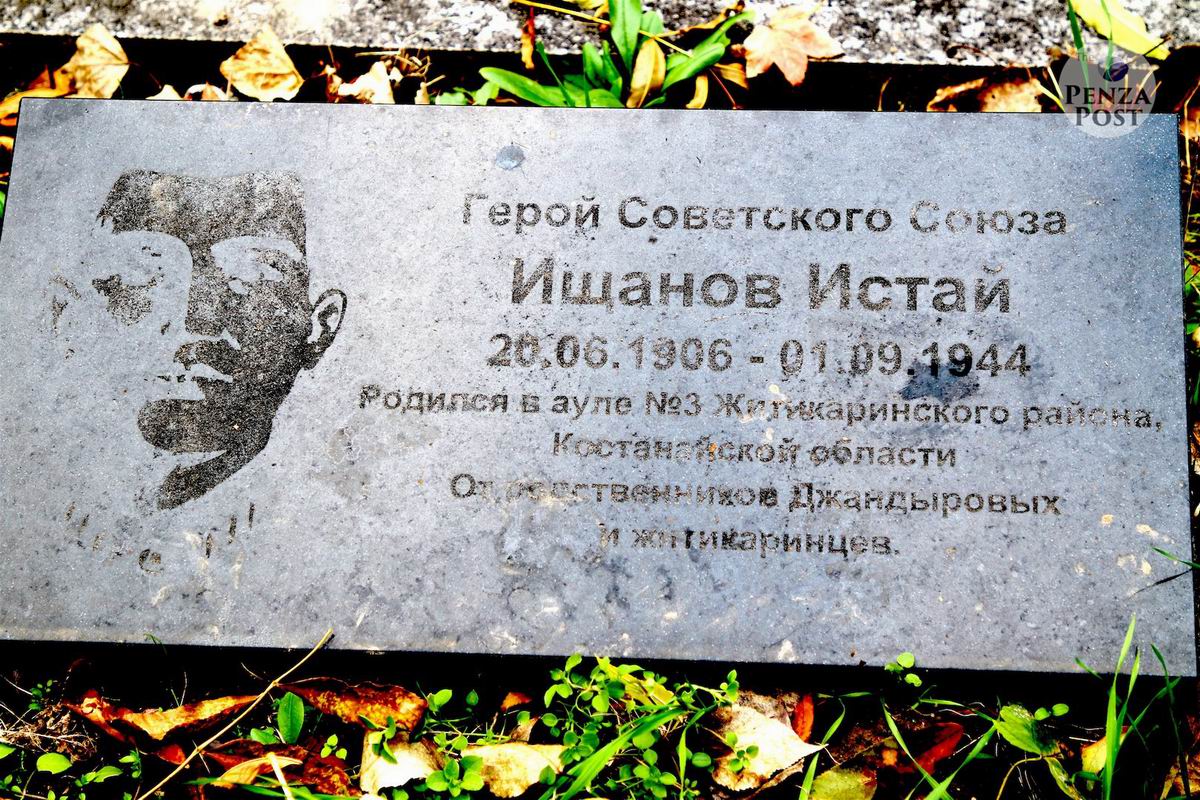 PENZA
POST
Герой Советского Союза
Ищанов Истай
20.06.1906 - 01.09.1944
Родился в ауле №3 Житикаринского района,
Костанайской области
От родственников Джандыровых
и житикаринцев.